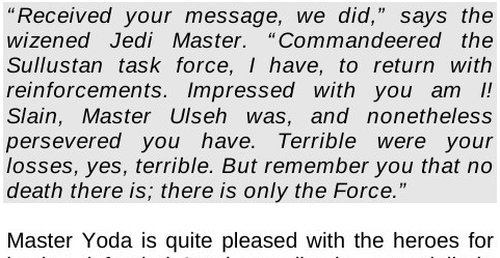 “Received your message, we did,” says the
wizened Jedi Master. “Commandeered the
Sullustan task force, I have, to return with
reinforcements. Impressed with you am I!
Slain, Master Ulseh was, and nonetheless
persevered you have. Terrible were your
losses, yes, terrible. But remember you that no
death there is; there is only the Force.”
Master Yoda is quite pleased with the heroes for